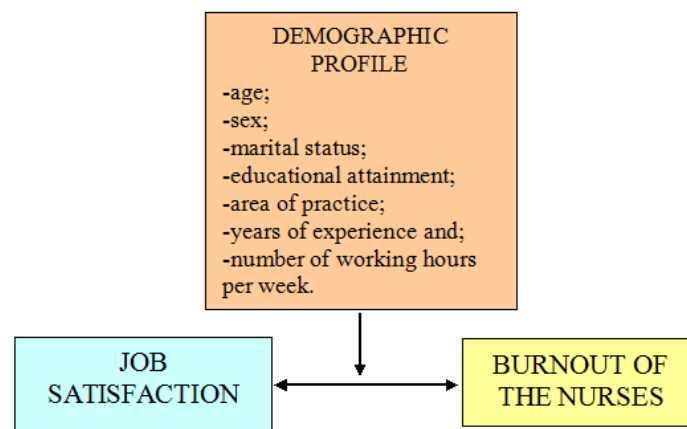 DEMOGRAPHIC
PROFILE
-age;
-sex;
-marital status;
-educational attainment;
-area of practice;
-years of experience and;
-number of working hours
per week.
JOB
SATISFACTION
BURNOUT OF
THE NURSES